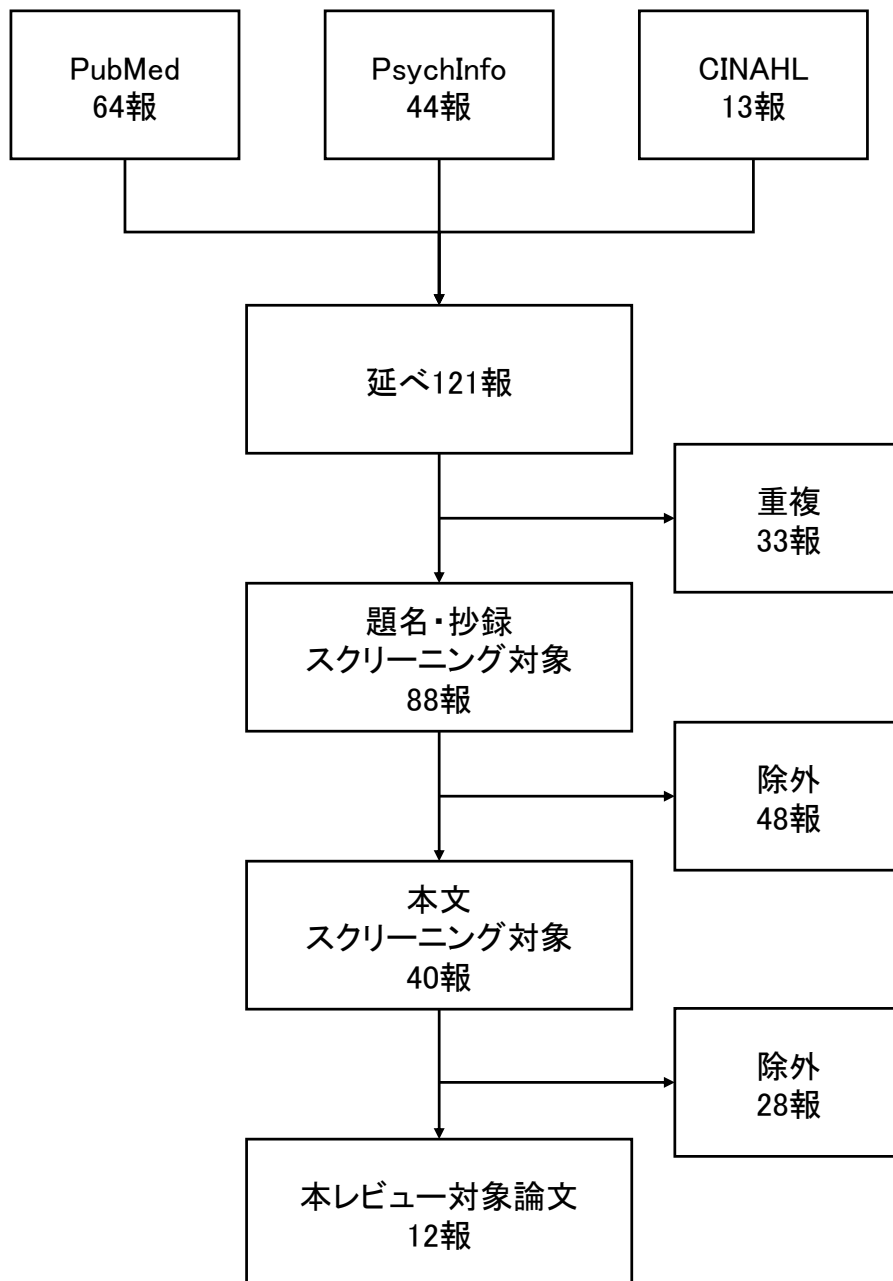 PubMed
64報
PsychInfo
44報
CINAHL
13報
延べ121報
重複
33報
題名・抄録
スクリーニング対象
88報
除外
48報
本文
スクリーニング対象
40報
除外
28報
本レビュー対象論文
12報